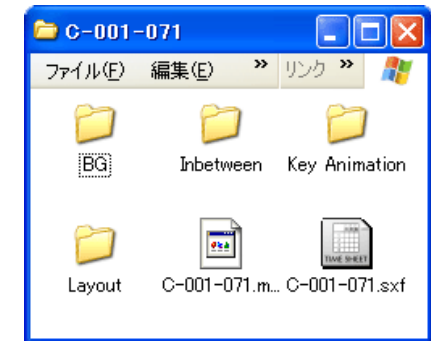 C-001-071
ファイル(F) 編集(E) » リンク »
BG Inbetween Key Animation
TIME SHEET
Layout C-001-071.m... C-001-071.sxf